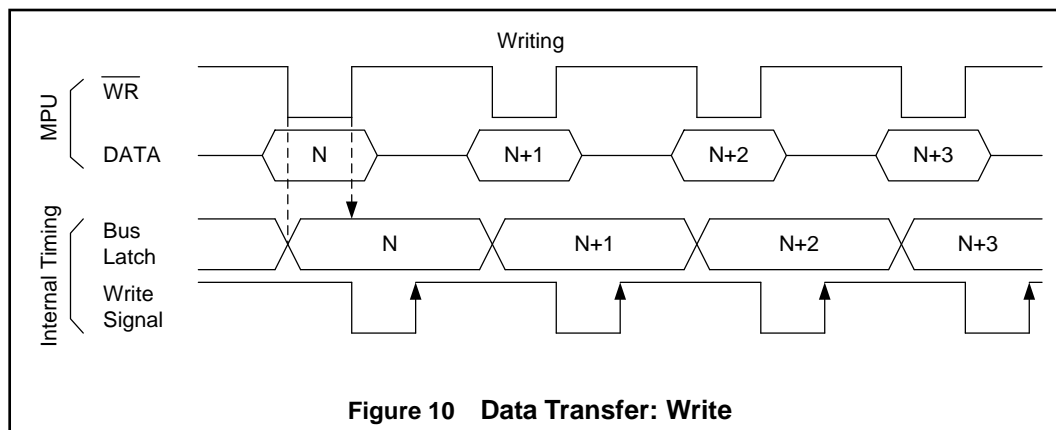 Writing
MPU
WR
DATA
N
N+1
N+2
N+3
Internal Timing
Bus
Latch
N
N+1
N+2
N+3
Write
Signal
Figure 10 Data Transfer: Write